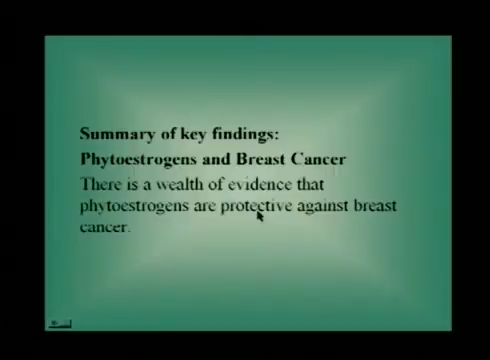 Summary of key findings:
Phytoestrogens and Breast Cancer
There is a wealth of evidence that
phytoestrogens are protective against breast
cancer.